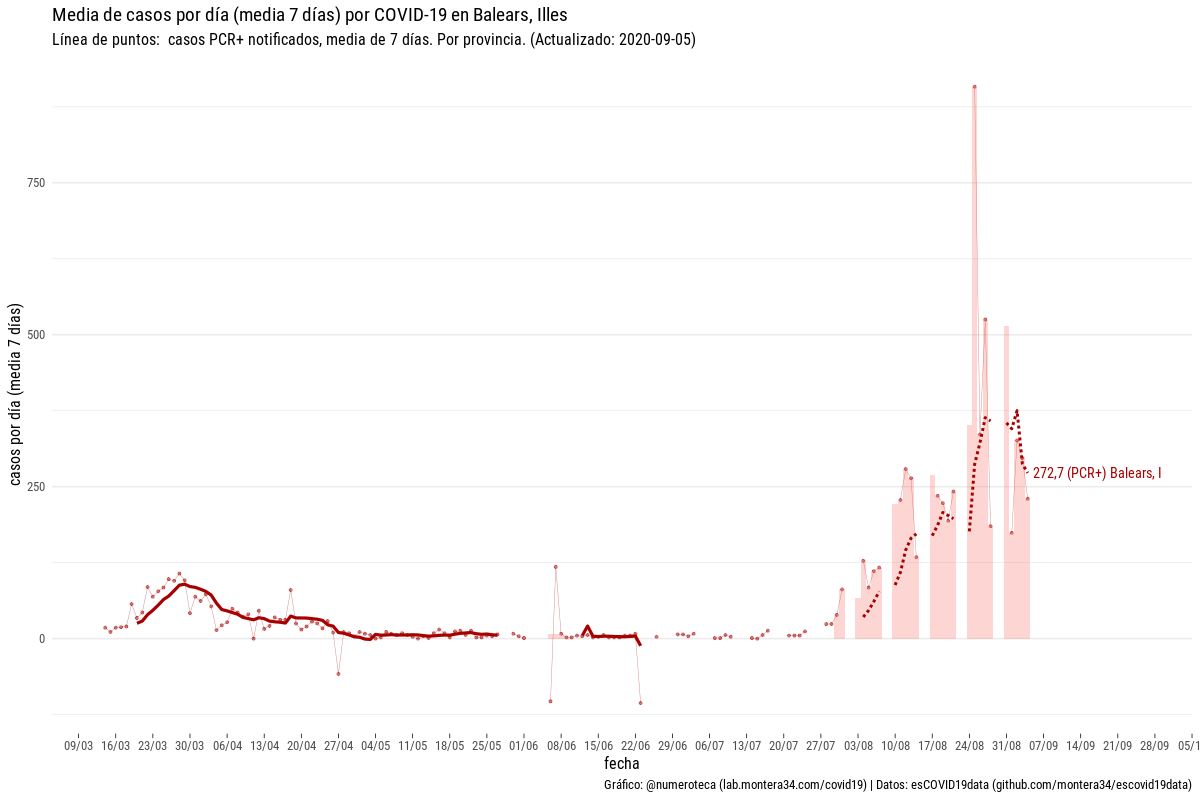 Media de casos por día (media 7 días) por COVID-19 en Balears, Illes
Línea de puntos:  casos PCR+ notificados, media de 7 días. Por provincia. (Actualizado: 2020-09-05)
casos por día (media 7 días)
750
500
250
0
272,7 (PCR+) Balears, I
09/03 16/03 23/03 30/03 06/04 13/04 20/04 27/04 04/05 11/05 18/05 25/05 01/06 08/06 15/06 22/06 29/06 06/07 13/07 20/07 27/07 03/08 10/08 17/08 24/08 31/08 07/09 14/09 21/09 28/09 05/1
fecha
Gráfico: @numeroteca (lab.montera34.com/covid19) | Datos: esCOVID19data (github.com/montera34/escovid19data)